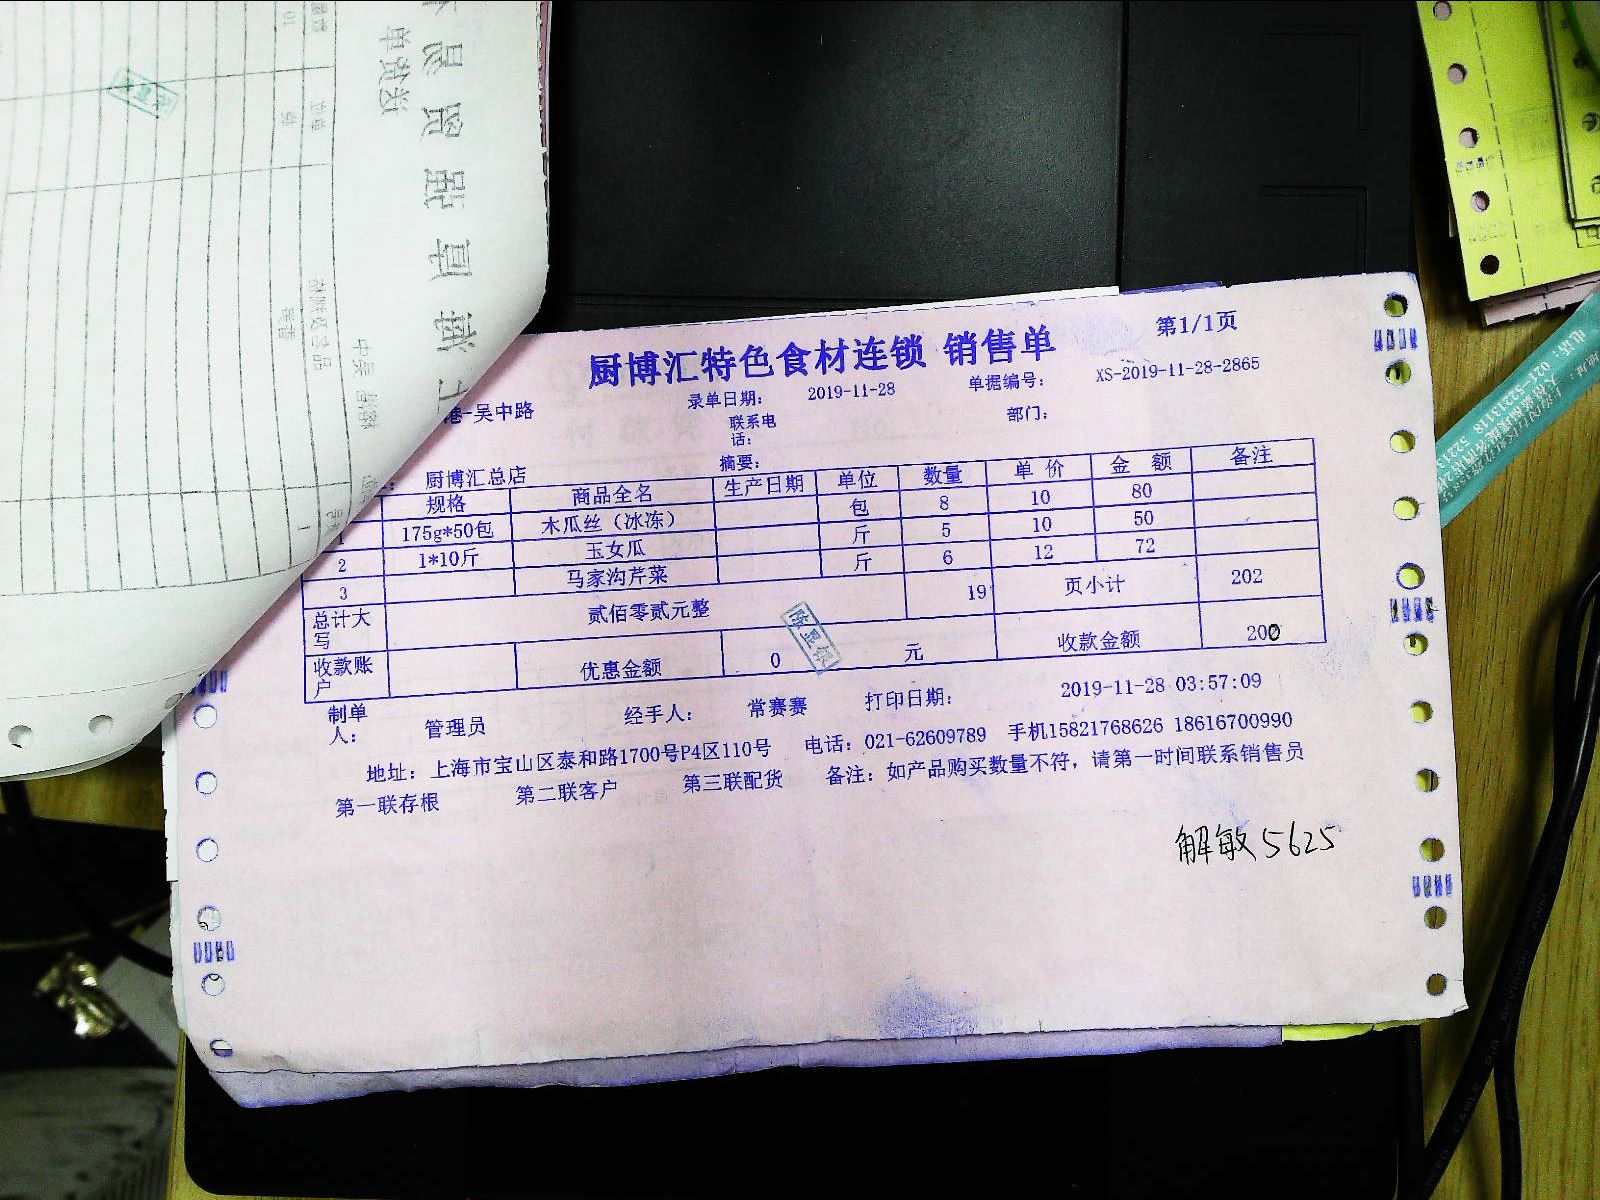 厨博汇特色食材连锁 销售单
第1/1页
录单日期： 2019-11-28 单据编号： XS-2019-11-28-2865
港-吴中路 联系电话： 部门：
厨博汇总店 摘要：
规格 商品全名 生产日期 单位 数量 单 价 金 额 备注
1 175g*50包 木瓜丝（冰冻） 包 8 10 80
2 1*10斤 玉女瓜 斤 5 10 50
3 马家沟芹菜 斤 6 12 72
总计大写 贰佰零贰元整 19 页小计 202
收款账户 优惠金额 0 元 收款金额 200
制单人： 管理员 经手人： 常赛赛 打印日期： 2019-11-28 03:57:09
地址：上海市宝山区泰和路1700号P4区110号 电话：021-62609789 手机15821768626 18616700990
第一联存根 第二联客户 第三联配货 备注：如产品购买数量不符，请第一时间联系销售员
解敏5625